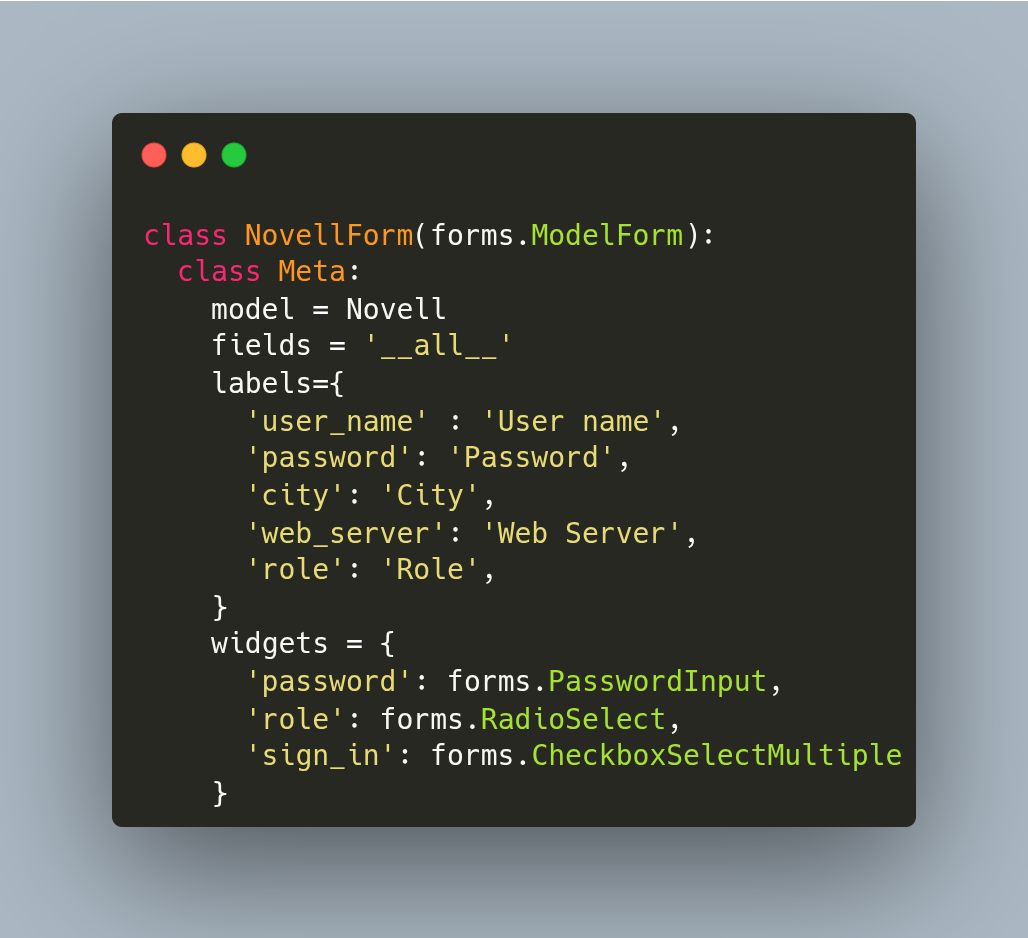 class NovellForm(forms.ModelForm):
  class Meta:
    model = Novell
    fields = '__all__'
    labels={
      'user_name' : 'User name',
      'password': 'Password',
      'city': 'City',
      'web_server': 'Web Server',
      'role': 'Role',
    }
    widgets = {
      'password': forms.PasswordInput,
      'role': forms.RadioSelect,
      'sign_in': forms.CheckboxSelectMultiple
    }